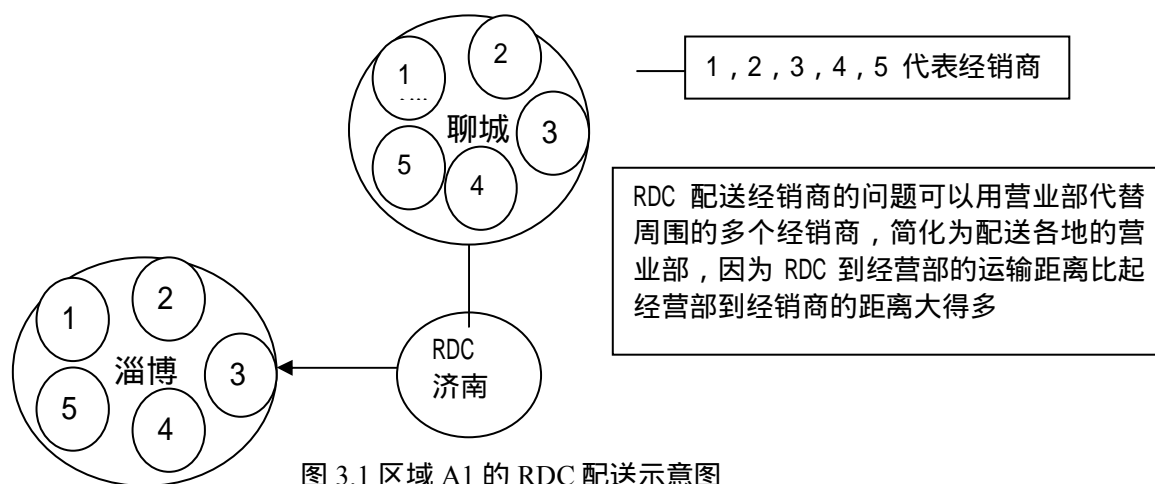 1
2
3
4
5
聊城
1，2，3，4，5 代表经销商
RDC 配送经销商的问题可以用营业部代替
周围的多个经销商，简化为配送各地的营
业部，因为 RDC 到经营部的运输距离比起
经营部到经销商的距离大得多
1
2
3
4
5
淄博
RDC
济南
图 3.1 区域 A1 的 RDC 配送示意图